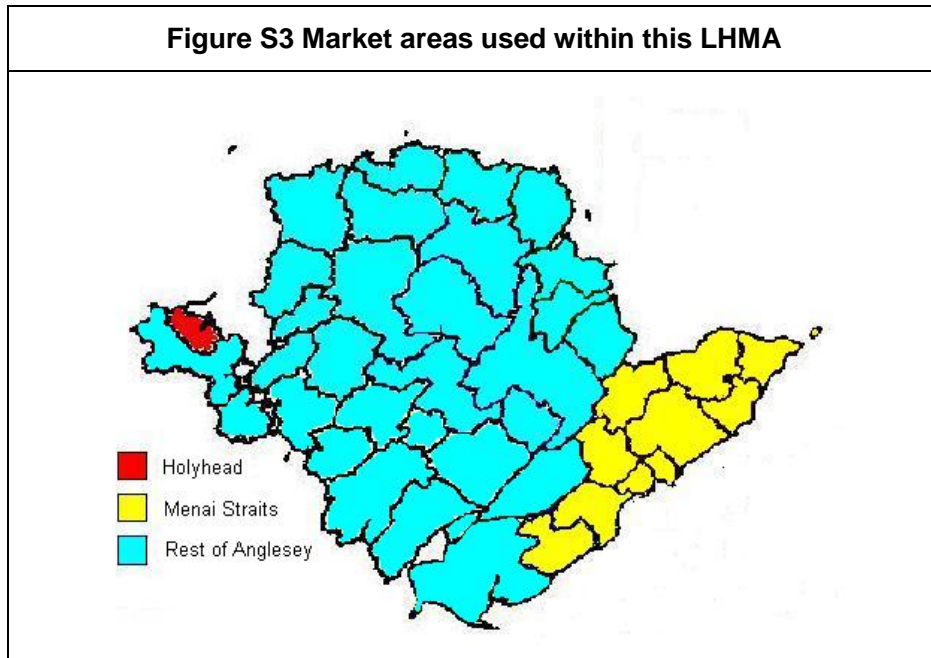 Figure S3 Market areas used within this LHMA
Holyhead
Menai Straits
Rest of Anglesey